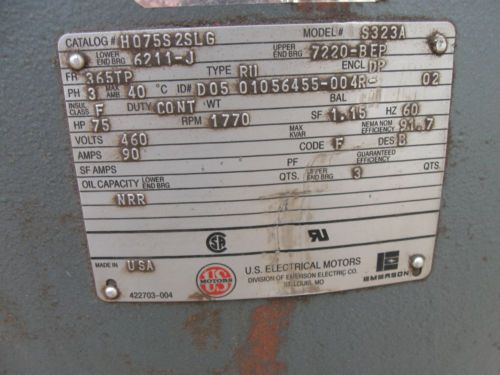 CATALOG # HO75S2SLG MODEL# S323A
LOWER END BRG 6211-J UPPER END BRG 7220-BEP
FR 365TP TYPE RU ENCL DP
PH 3 MAX AMB 40 °C ID# D05 01056455-004R- 02
INSUL CLASS F DUTY CONT WT BAL
HP 75 RPM 1770 SF 1.15 HZ 60
VOLTS 460 MAX KVAR NEMA NOM EFFICIENCY 91.7
AMPS 90 CODE F DES B
SF AMPS PF GUARANTEED EFFICIENCY
OIL CAPACITY LOWER END BRG QTS. UPPER END BRG 3 QTS.
NRR
MADE IN USA
US MOTORS
U.S. ELECTRICAL MOTORS
DIVISION OF EMERSON ELECTRIC CO.
ST. LOUIS, MO
EMERSON
422703-004